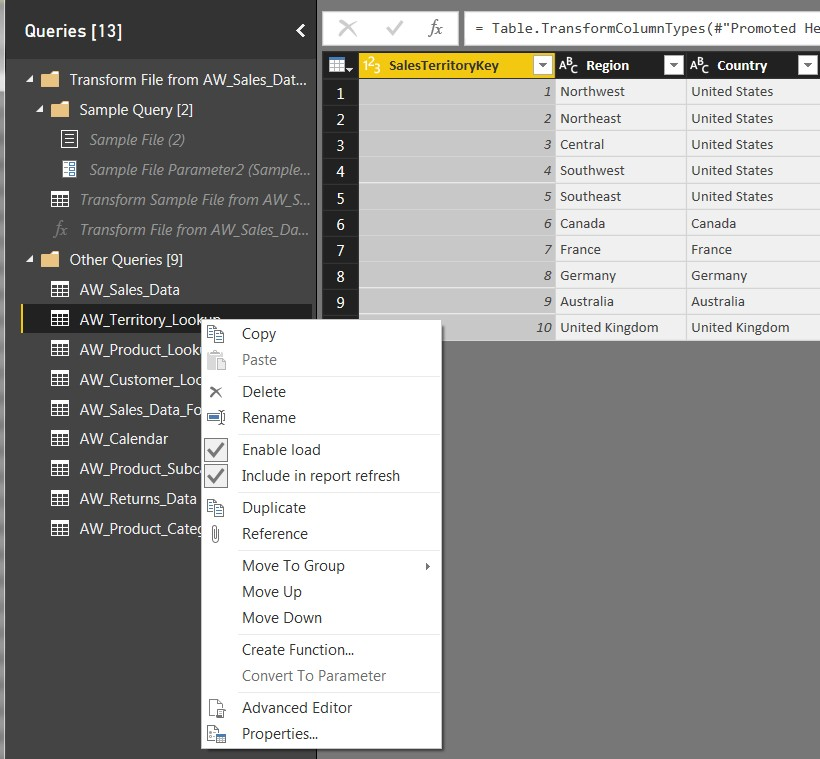 Queries [13]
fx
= Table.TransformColumnTypes(#"Promoted He
Transform File from AW_Sales_Dat...
Sample Query [2]
Sample File (2)
Sample File Parameter2 (Sample...
Transform Sample File from AW_S...
fx Transform File from AW_Sales_Da...
Other Queries [9]
AW_Sales_Data
AW_Territory_Lookup
AW_Product_Looku
AW_Customer_Loo
AW_Sales_Data_Fo
AW_Calendar
AW_Product_Subca
AW_Returns_Data
AW_Product_Categ
123 SalesTerritoryKey ABC Region ABC Country
1 1 Northwest United States
2 2 Northeast United States
3 3 Central United States
4 4 Southwest United States
5 5 Southeast United States
6 6 Canada Canada
7 7 France France
8 8 Germany Germany
9 9 Australia Australia
10 United Kingdom United Kingdom
Copy
Paste
Delete
Rename
Enable load
Include in report refresh
Duplicate
Reference
Move To Group
Move Up
Move Down
Create Function...
Convert To Parameter
Advanced Editor
Properties...